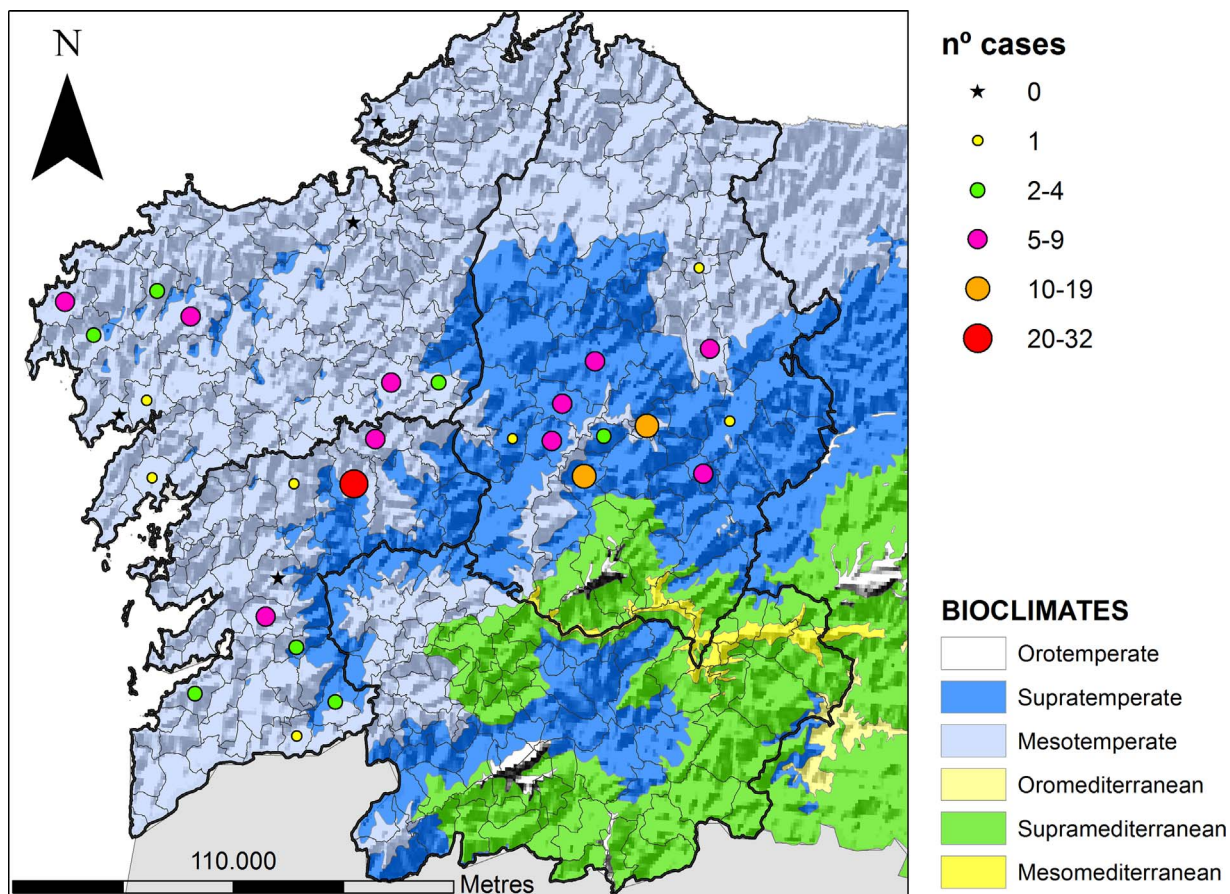 N
nº cases
0
1
2-4
5-9
10-19
20-32
BIOCLIMATES
Orotemperate
Supratemperate
Mesotemperate
Oromediterranean
Supramediterranean
Mesomediterranean
110.000
Metres